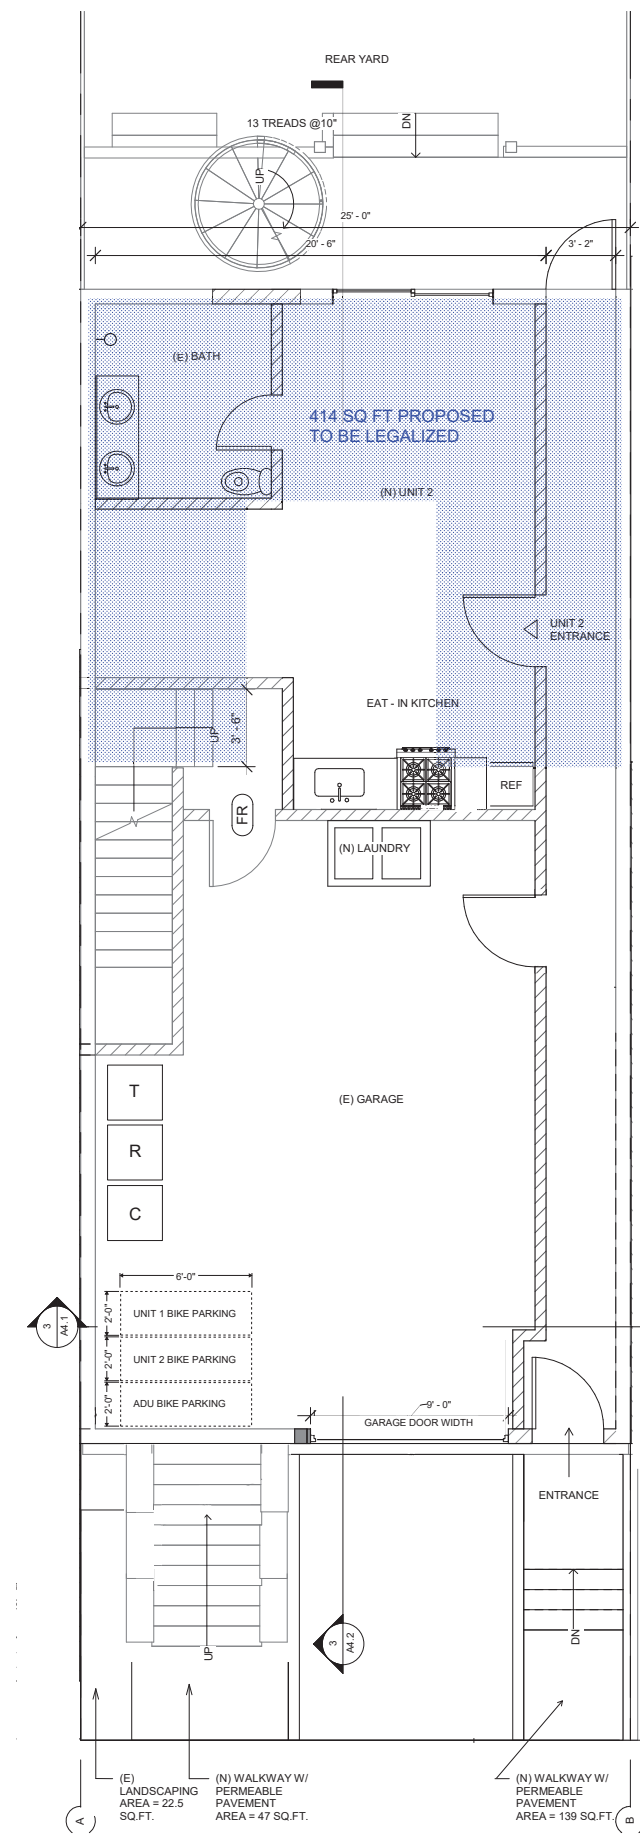 REAR YARD
13 TREADS @10"
DN
UP
25' - 0"
20' - 6"
3' - 2"
(E) BATH
414 SQ FT PROPOSED
TO BE LEGALIZED
(N) UNIT 2
UNIT 2
ENTRANCE
EAT - IN KITCHEN
UP
3' - 6"
REF
FR
(N) LAUNDRY
T
(E) GARAGE
R
C
6'-0"
2'-0"
UNIT 1 BIKE PARKING
3
A4.1
2'-0"
UNIT 2 BIKE PARKING
2'-0"
ADU BIKE PARKING
9' - 0"
GARAGE DOOR WIDTH
ENTRANCE
UP
3
A4.2
DN
(E)
LANDSCAPING
AREA = 22.5
SQ.FT.
(N) WALKWAY W/
PERMEABLE
PAVEMENT
AREA = 47 SQ.FT.
(N) WALKWAY W/
PERMEABLE
PAVEMENT
AREA = 139 SQ.FT.
A
B